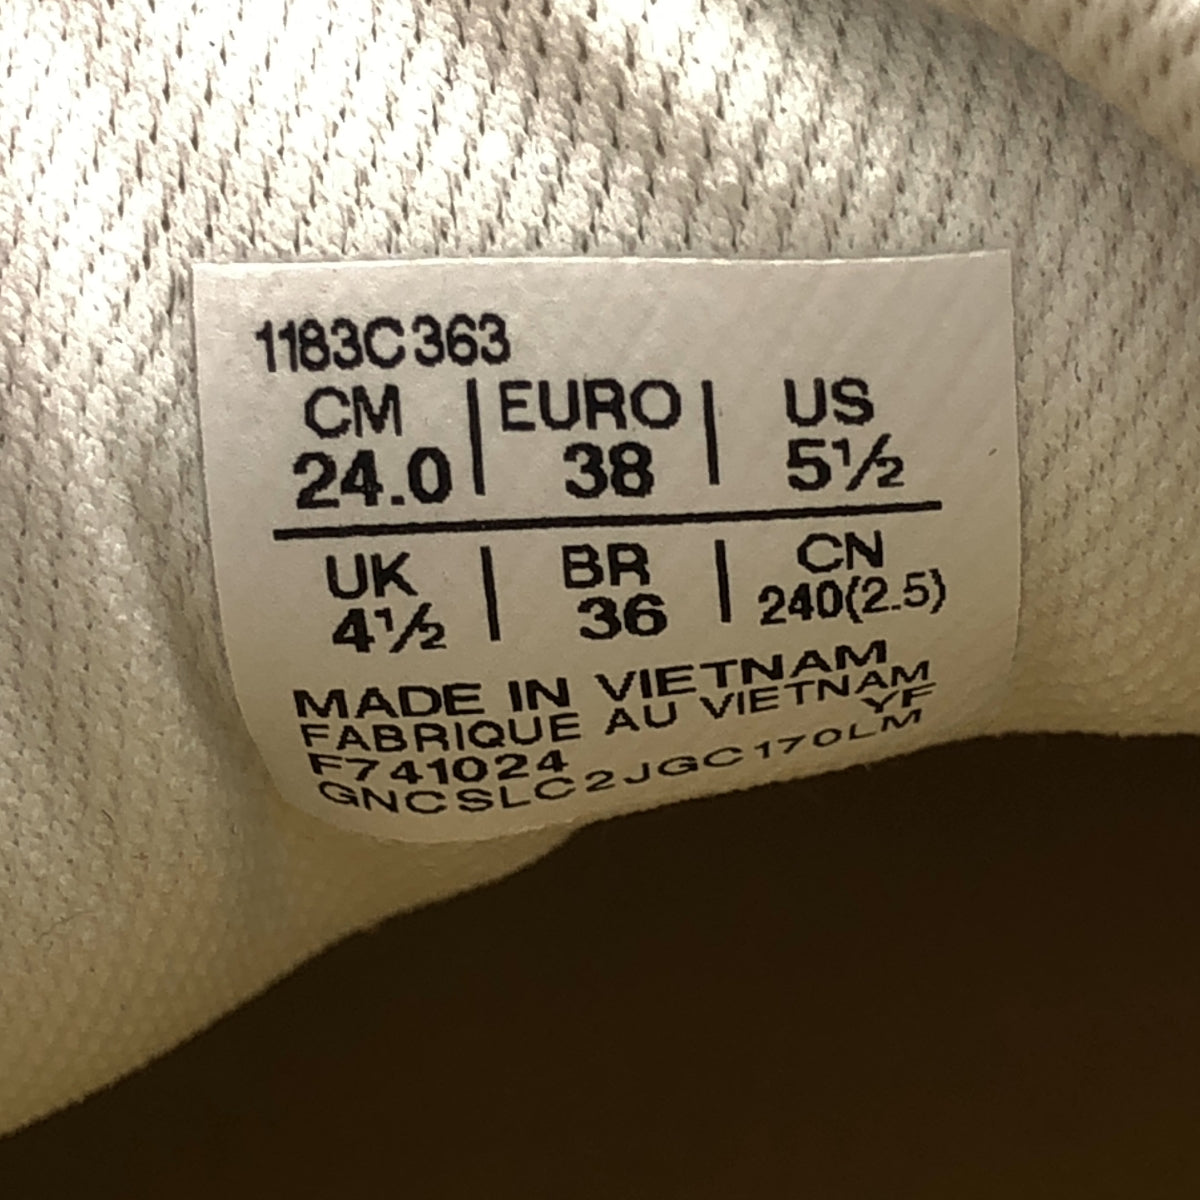 1183C363
CM | EURO | US
24.0 | 38 | 5½
UK | BR | CN
4½ | 36 | 240(2.5)
MADE IN VIETNAM
FABRIQUE AU VIETNAM
YF
F741024
GNCSLC2JGC170LM